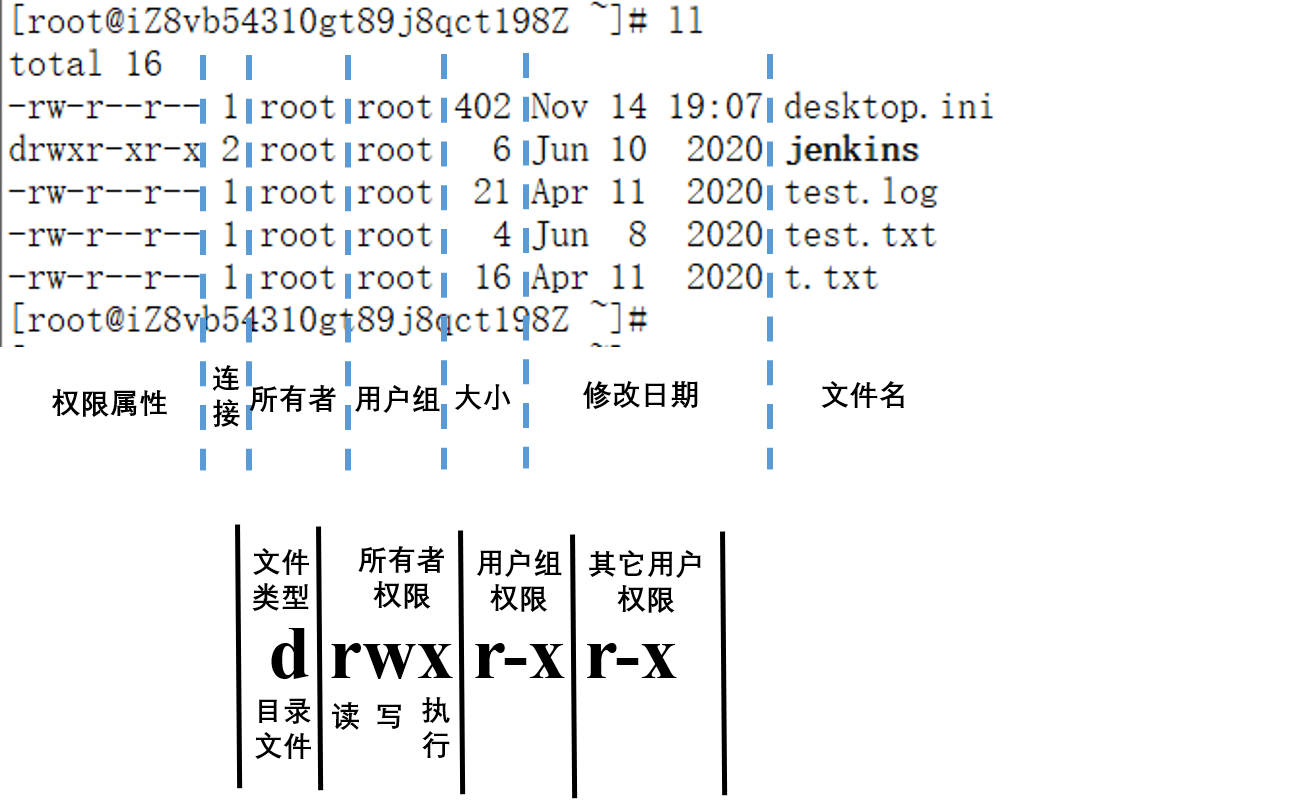 [root@iZ8vb54310gt89j8qct198Z ~]# ll
total 16
-rw-r--r-- 1 root root 402 Nov 14 19:07 desktop.ini
drwxr-xr-x 2 root root 6 Jun 10 2020 jenkins
-rw-r--r-- 1 root root 21 Apr 11 2020 test.log
-rw-r--r-- 1 root root 4 Jun 8 2020 test.txt
-rw-r--r-- 1 root root 16 Apr 11 2020 t.txt
[root@iZ8vb54310gt89j8qct198Z ~]#
权限属性 连接 所有者 用户组 大小 修改日期 文件名
文件 所有者 用户组 其它用户
类型 权限 权限 权限
d rwx r-x r-x
目录 读 写 执
文件 行